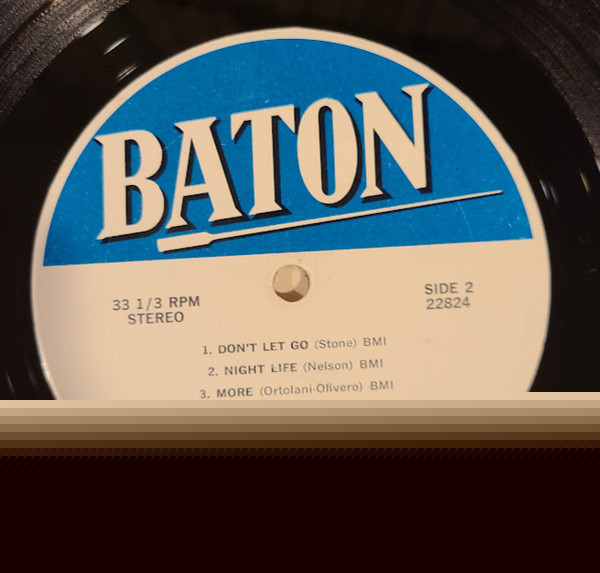 BATON
33 1/3 RPM
STEREO
SIDE 2
22824
1. DON'T LET GO (Stone) BMI
2. NIGHT LIFE (Nelson) BMI
3. MORE (Ortolani-Olivero) BMI